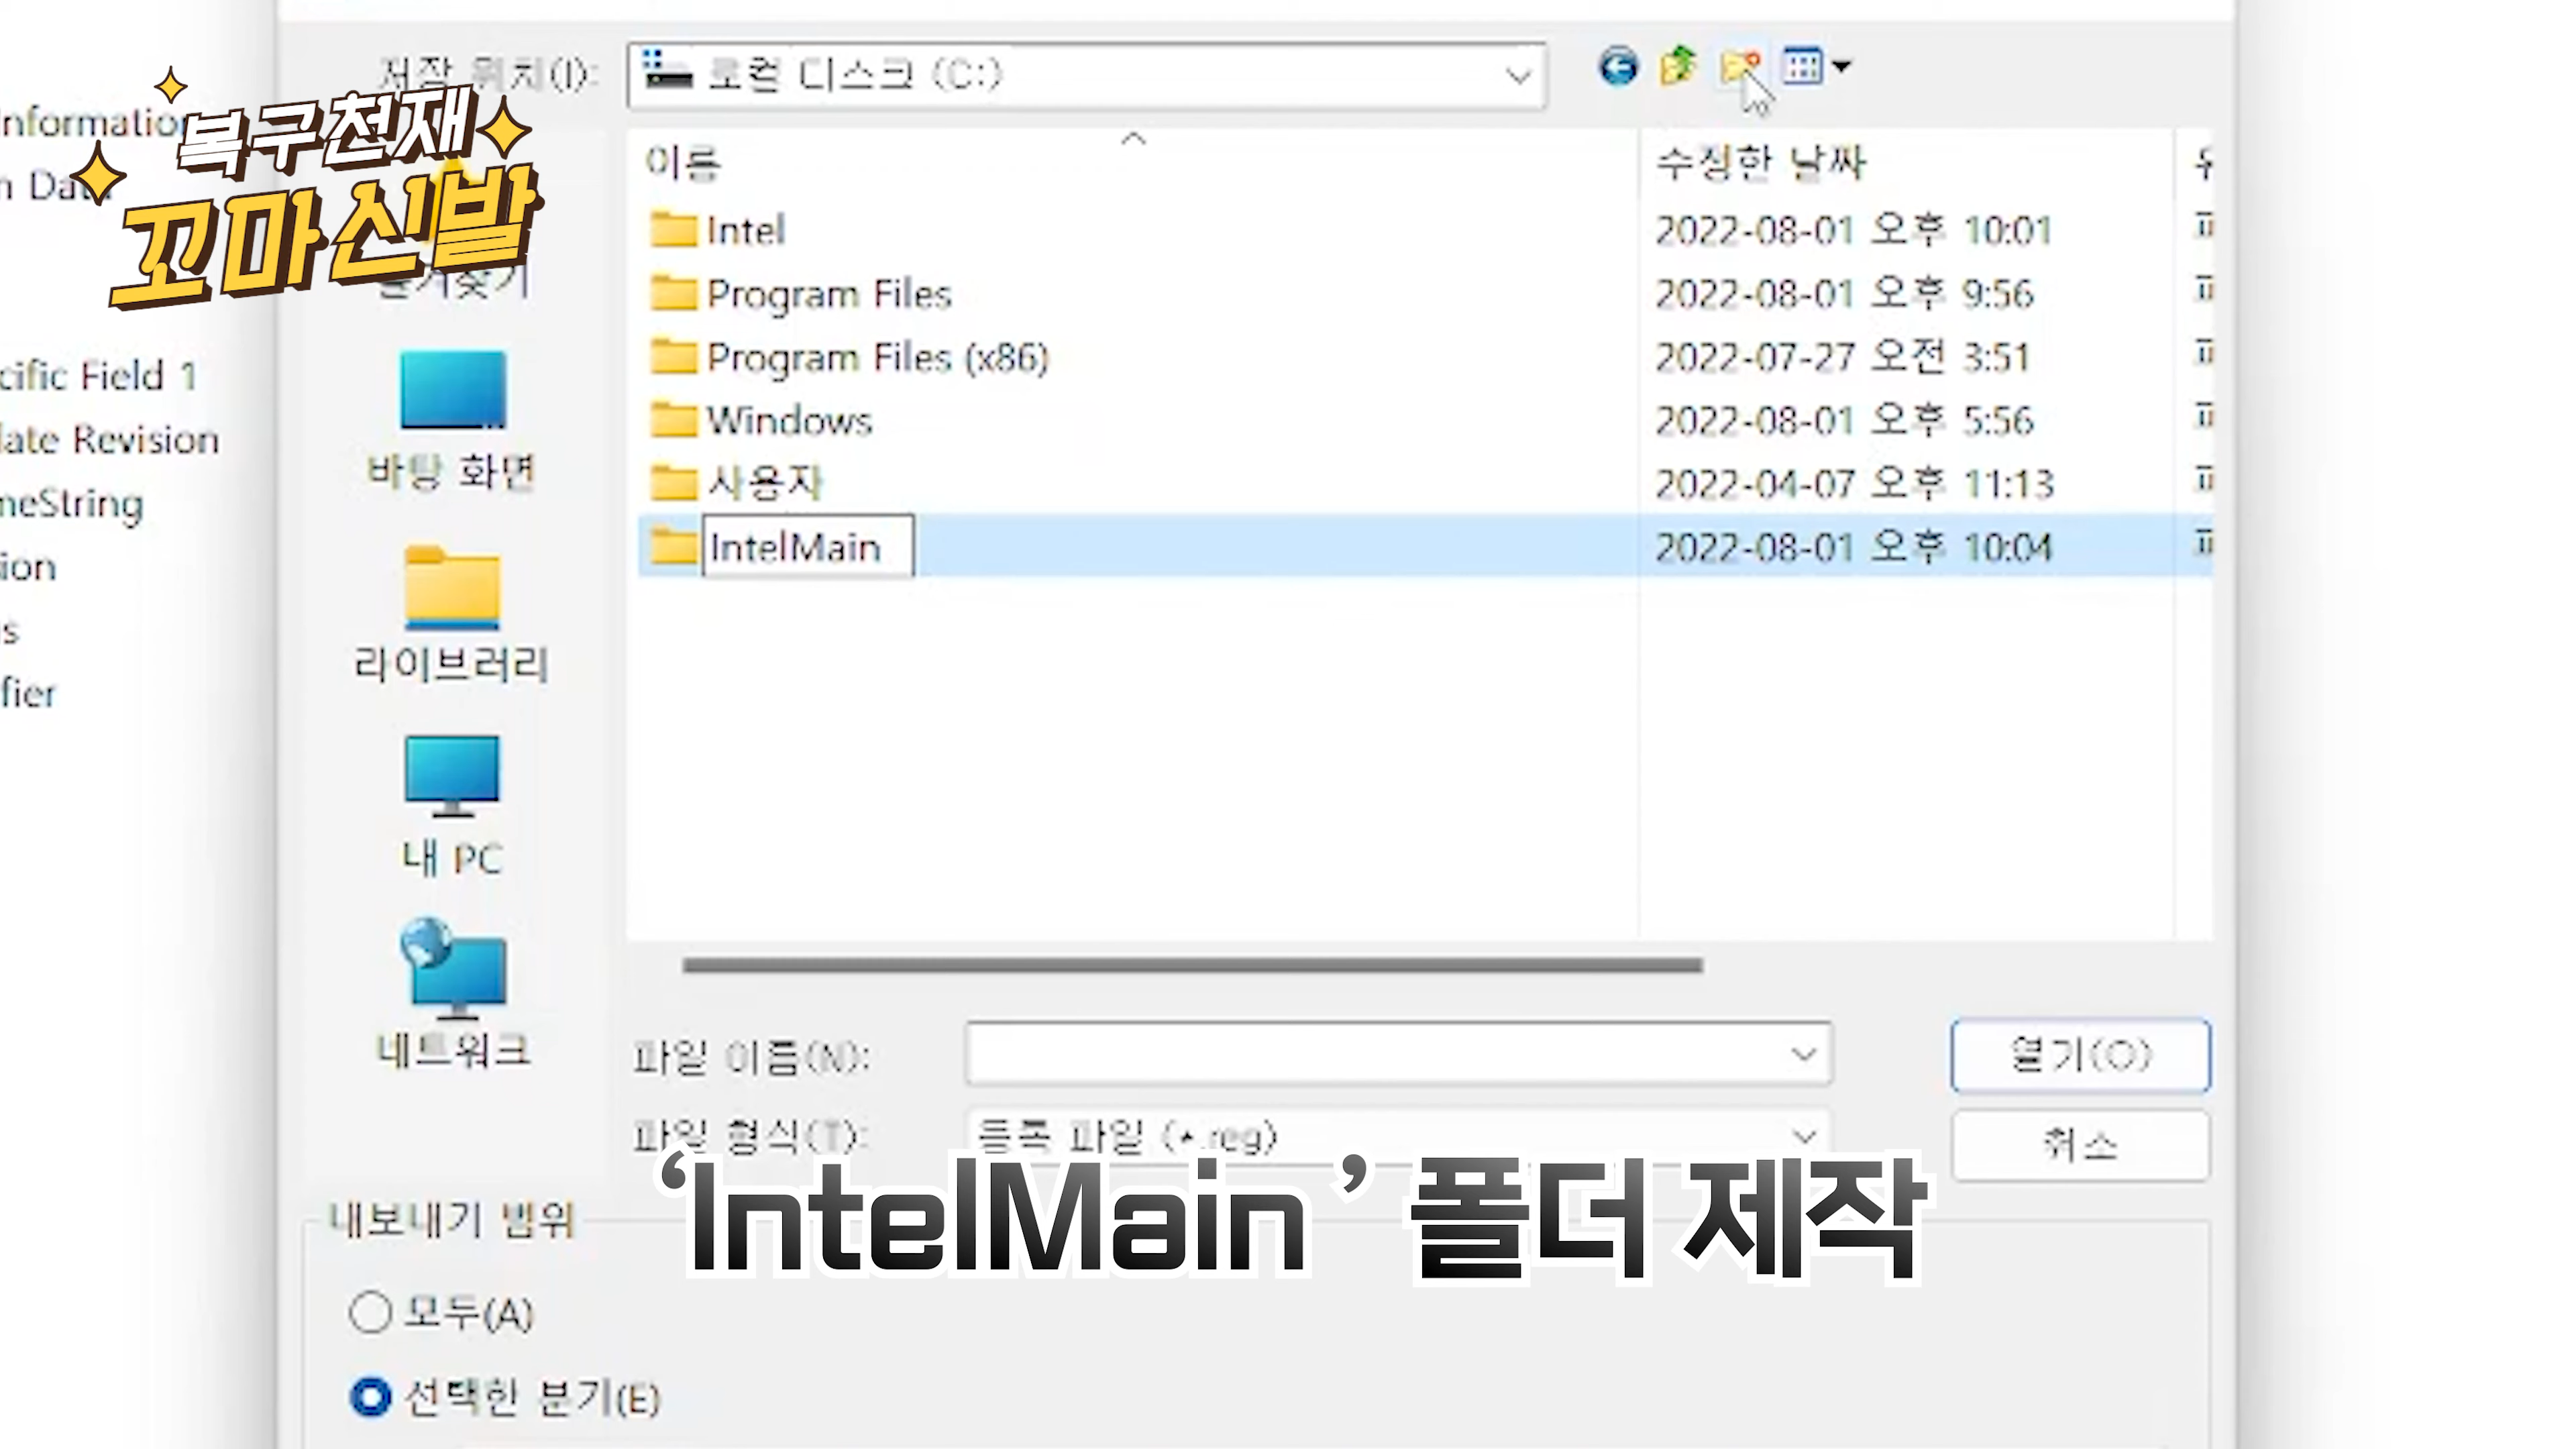 저장 위치(I):
로컬 디스크 (C:)
Information
n Data
복구천재
꼬마신발
즐겨찾기
이름
수정한 날짜
Intel
2022-08-01 오후 10:01
Program Files
2022-08-01 오후 9:56
Program Files (x86)
2022-07-27 오전 3:51
Windows
2022-08-01 오후 5:56
사용자
2022-04-07 오후 11:13
IntelMain
2022-08-01 오후 10:04
cific Field 1
late Revision
neString
ion
s
fier
바탕 화면
라이브러리
내 PC
네트워크
파일 이름(N):
열기(O)
파일 형식(T):
등록 파일 (*.reg)
취소
'IntelMain' 폴더 제작
내보내기 범위
모두(A)
선택한 분기(E)